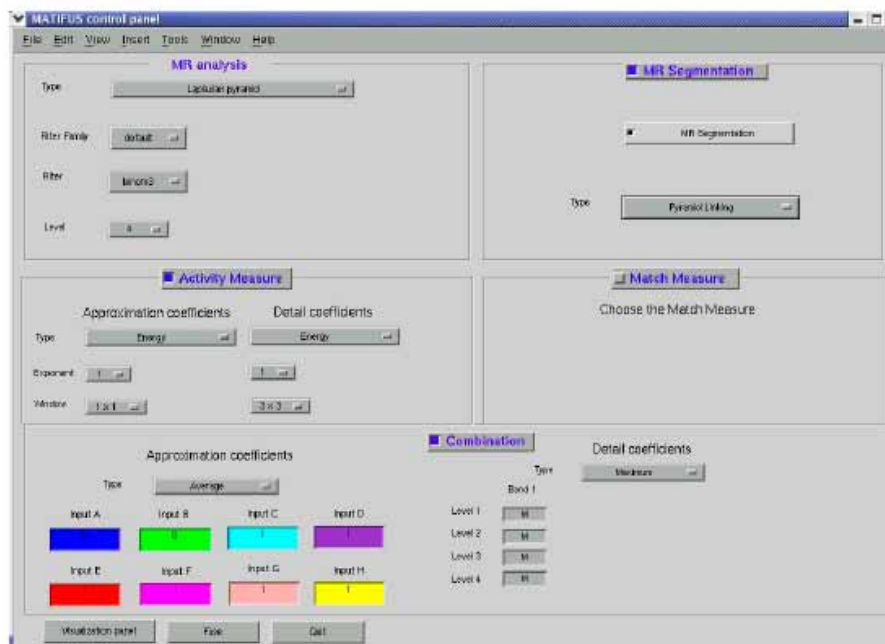 MATIFUS control panel
File Edit View Insert Tools Window Help
MR analysis
Type
Laplacian pyramid
Filter Family
default
Filter
binom3
Level
MR Segmentation
MR Segmentation
Type
Pyramid Linking
Activity Measure
Approximation coefficients
Detail coefficients
Type
Energy
Energy
Exponent
1
1
Window
1 x 1
3 x 3
Match Measure
Choose the Match Measure
Combination
Approximation coefficients
Type
Average
Input A
Input B
Input C
Input D
Input E
Input F
Input G
Input H
Detail coefficients
Type
Maximum
Band 1
Level 1
M
Level 2
M
Level 3
M
Level 4
M
Visualization panel
Fuse
Quit